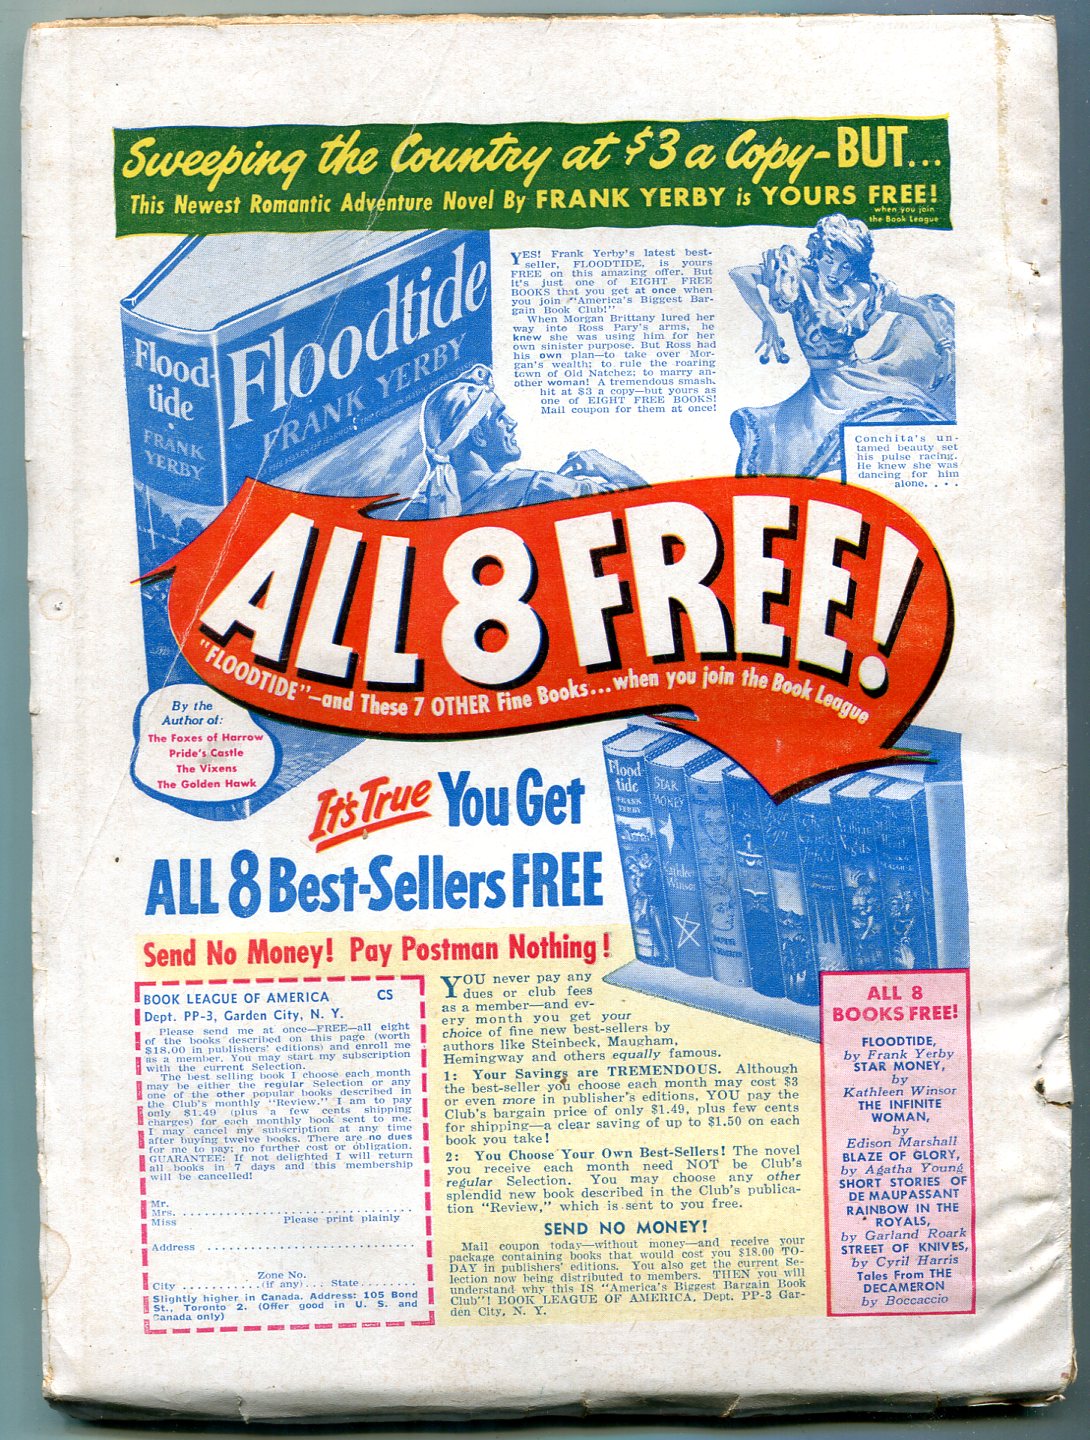 Sweeping the Country at $3 a Copy-BUT...
This Newest Romantic Adventure Novel By FRANK YERBY is YOURS FREE!
when you join
the Book League
YES! Frank Yerby's latest best-
seller, FLOODTIDE, is yours
FREE on this amazing offer. But
it's just one of EIGHT FREE
BOOKS that you get at once when
you join "America's Biggest Bar-
gain Book Club!"
When Morgan Brittany lured her
way into Ross Pary's arms, he
knew she was using him for her
own sinister purpose. But Ross had
his own plan—to take over Mor-
gan's wealth; to rule the roaring
town of Old Natchez; to marry an-
other woman! A tremendous smash
hit at $3 a copy—but yours as
one of EIGHT FREE BOOKS!
Mail coupon for them at once!
Flood-
tide
FRANK
YERBY
Floodtide
FRANK YERBY
Conchita's un-
tamed beauty set
his pulse racing.
He knew she was
dancing for him
alone. . . .
ALL 8 FREE!
"FLOODTIDE"—and These 7 OTHER Fine Books...when you join the Book League
By the
Author of:
The Foxes of Harrow
Pride's Castle
The Vixens
The Golden Hawk
It's True You Get
ALL 8 Best-Sellers FREE
Flood
tide
FRANK
YERBY
STAR
MONEY
Kathleen
Winsor
Send No Money! Pay Postman Nothing!
BOOK LEAGUE OF AMERICA CS
Dept. PP-3, Garden City, N. Y.
Please send me at once—FREE—all eight
of the books described on this page (worth
$18.00 in publishers' editions) and enroll me
as a member. You may start my subscription
with the current Selection.
The best selling book I choose each month
may be either the regular Selection or any
one of the other popular books described in
the Club's monthly "Review." I am to pay
only $1.49 (plus a few cents shipping
charges) for each monthly book sent to me.
I may cancel my subscription at any time
after buying twelve books. There are no dues
for me to pay; no further cost or obligation.
GUARANTEE: If not delighted I will return
all books in 7 days and this membership
will be cancelled!
Mr.
Mrs. . . . . . . . . . . . . . . . . . . . . . . . . . . . . . . .
Miss Please print plainly
Address . . . . . . . . . . . . . . . . . . . . . . . . . . . . .
Zone No.
City . . . . . . . . . . (if any) . . . State . . . . . . . .
Slightly higher in Canada. Address: 105 Bond
St., Toronto 2. (Offer good in U. S. and
Canada only)
YOU never pay any
dues or club fees
as a member—and ev-
ery month you get your
choice of fine new best-sellers by
authors like Steinbeck, Maugham,
Hemingway and others equally famous.
1: Your Savings are TREMENDOUS. Although
the best-seller you choose each month may cost $3
or even more in publisher's editions, YOU pay the
Club's bargain price of only $1.49, plus few cents
for shipping—a clear saving of up to $1.50 on each
book you take!
2: You Choose Your Own Best-Sellers! The novel
you receive each month need NOT be Club's
regular Selection. You may choose any other
splendid new book described in the Club's publica-
tion "Review," which is sent to you free.
SEND NO MONEY!
Mail coupon today—without money—and receive your
package containing books that would cost you $18.00 TO-
DAY in publishers' editions. You also get the current Se-
lection now being distributed to members. THEN you will
understand why this IS "America's Biggest Bargain Book
Club"! BOOK LEAGUE OF AMERICA, Dept. PP-3 Gar-
den City, N. Y.
ALL 8
BOOKS FREE!
FLOODTIDE,
by Frank Yerby
STAR MONEY,
by
Kathleen Winsor
THE INFINITE
WOMAN,
by
Edison Marshall
BLAZE OF GLORY,
by Agatha Young
SHORT STORIES OF
DE MAUPASSANT
RAINBOW IN THE
ROYALS,
by Garland Roark
STREET OF KNIVES,
by Cyril Harris
Tales From THE
DECAMERON
by Boccaccio